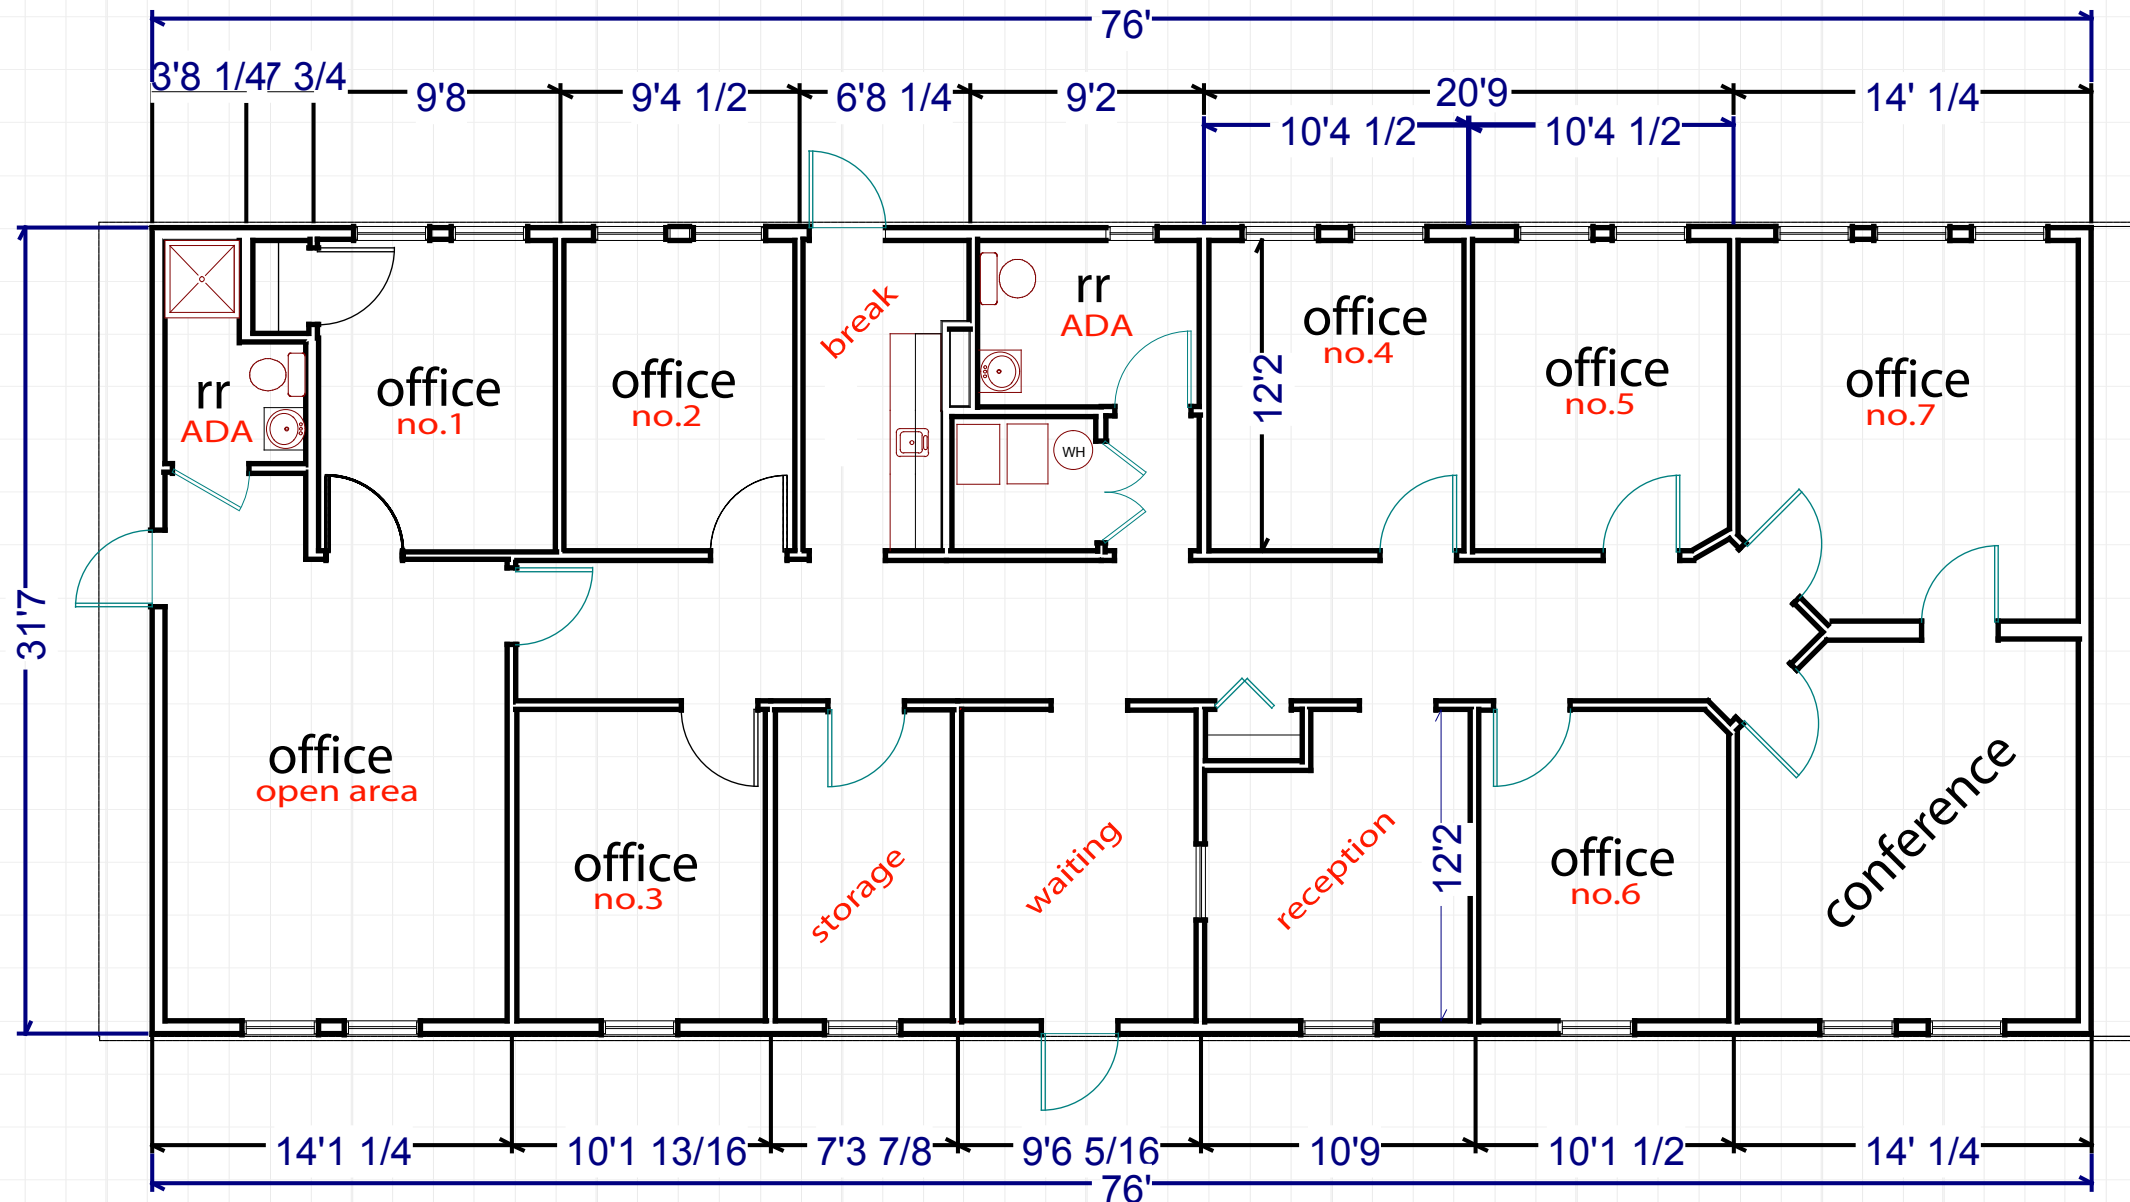 76'
3'8 1/4
7 3/4
9'8
9'4 1/2
6'8 1/4
9'2
20'9
14' 1/4
10'4 1/2
10'4 1/2
rr
ADA
office
no.1
office
no.2
break
rr
ADA
WH
12'2
office
no.4
office
no.5
office
no.7
31'7
office
open area
office
no.3
storage
waiting
reception
12'2
office
no.6
conference
14'1 1/4
10'1 13/16
7'3 7/8
9'6 5/16
10'9
10'1 1/2
14' 1/4
76'